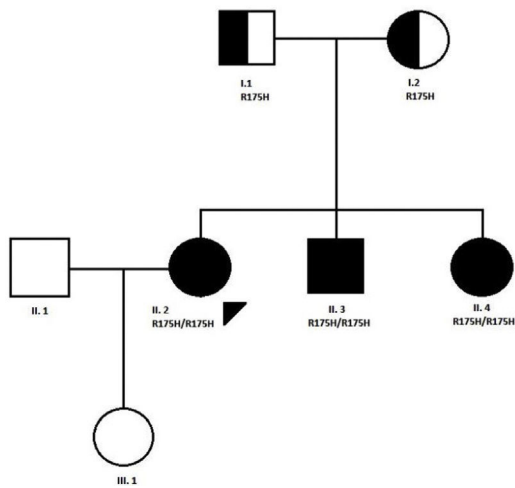 I.1
R175H
I.2
R175H
II. 1
II. 2
R175H/R175H
II. 3
R175H/R175H
II. 4
R175H/R175H
III. 1